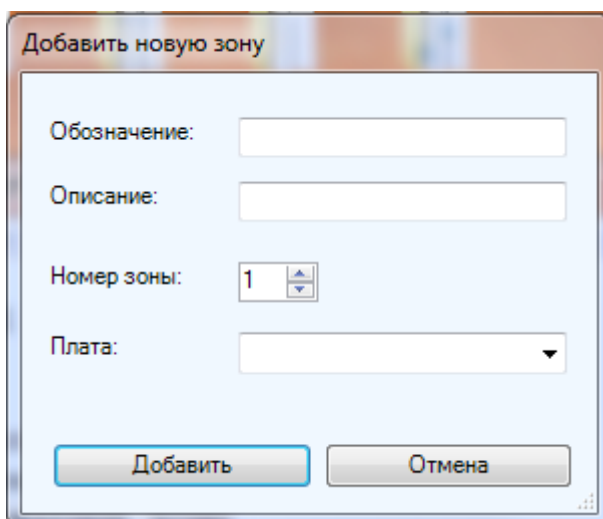 Добавить новую зону
Обозначение:
Описание:
Номер зоны: 1
Плата:
Добавить Отмена